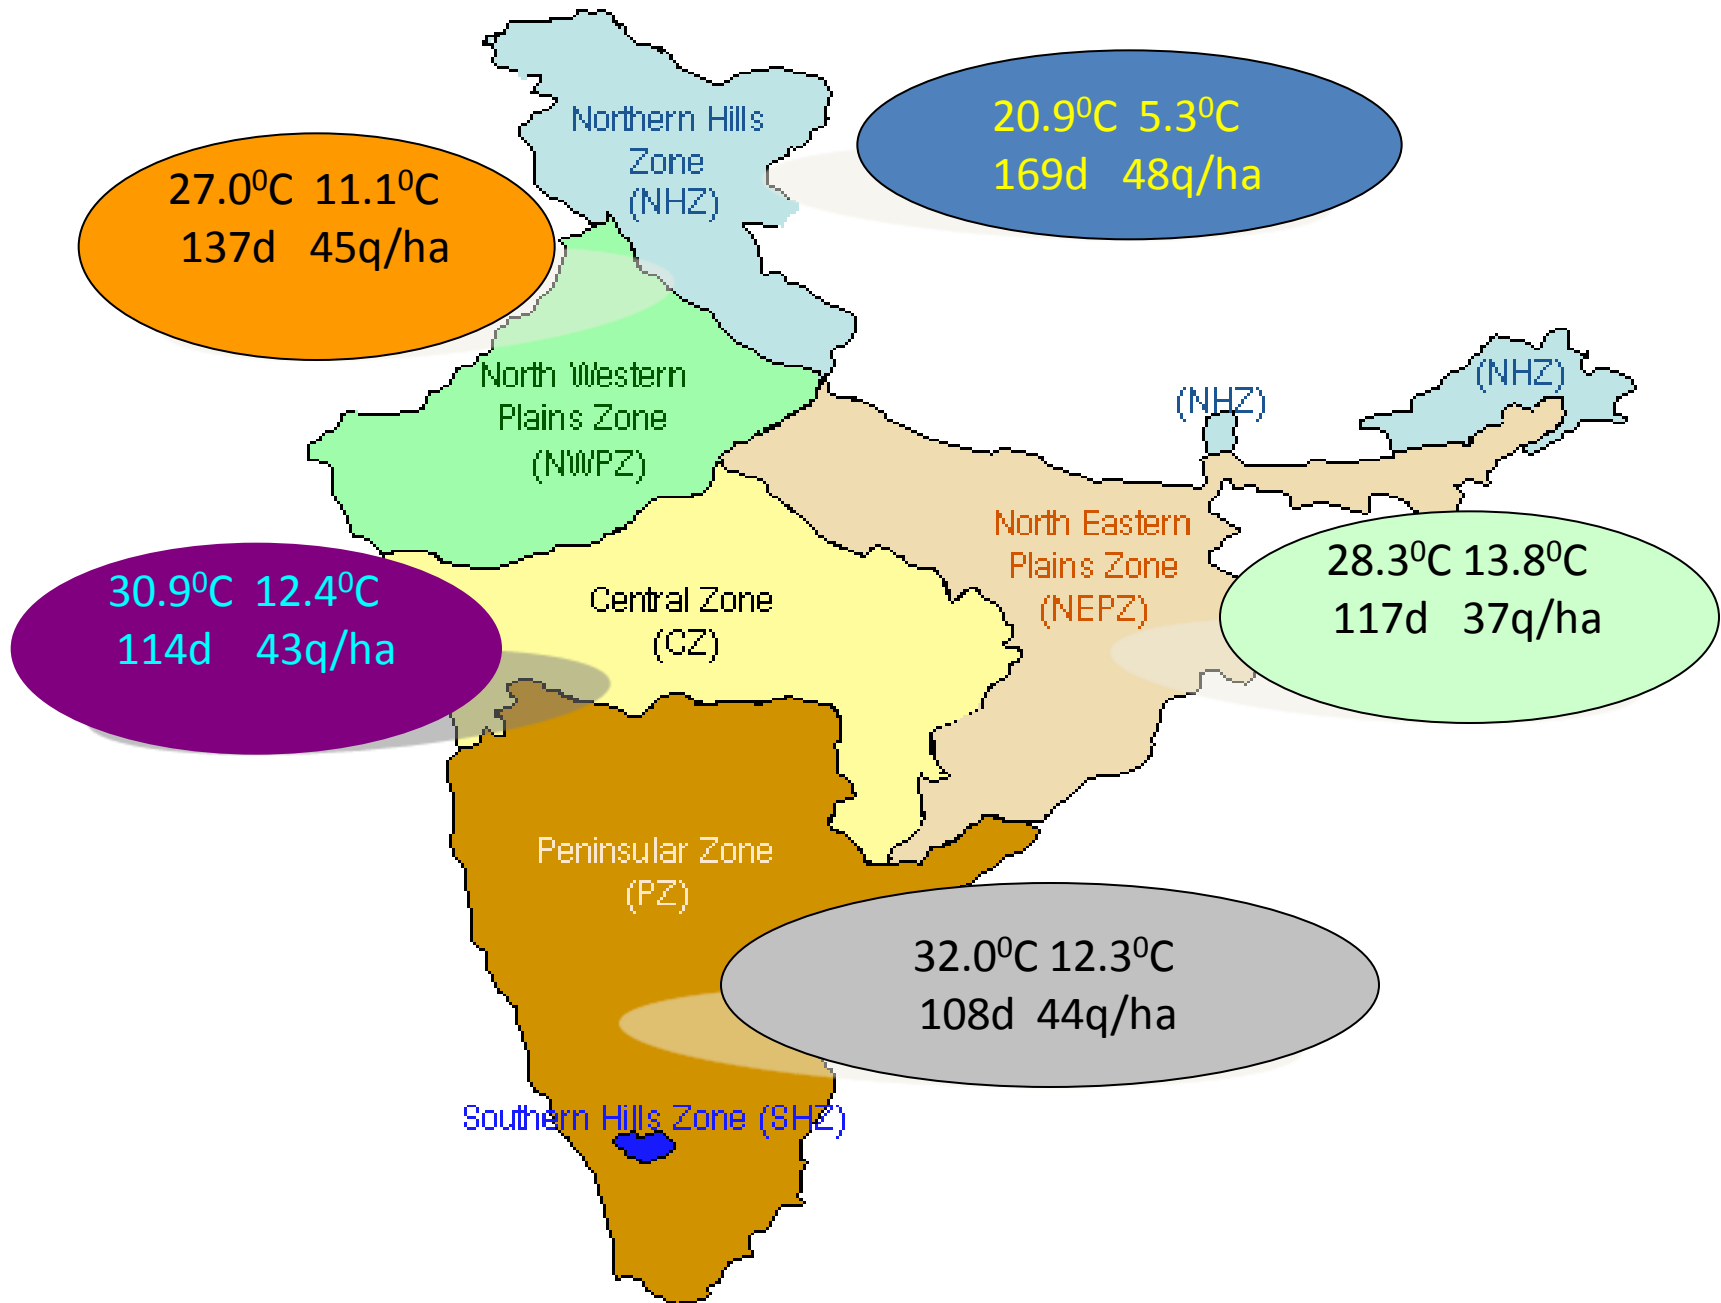 Northern Hills
Zone
(NHZ)
20.9⁰C 5.3⁰C
169d 48q/ha
27.0⁰C 11.1⁰C
137d 45q/ha
North Western
Plains Zone
(NWPZ)
(NHZ)
(NHZ)
North Eastern
Plains Zone
(NEPZ)
28.3⁰C 13.8⁰C
117d 37q/ha
30.9⁰C 12.4⁰C
114d 43q/ha
Central Zone
(CZ)
Peninsular Zone
(PZ)
32.0⁰C 12.3⁰C
108d 44q/ha
Southern Hills Zone (SHZ)